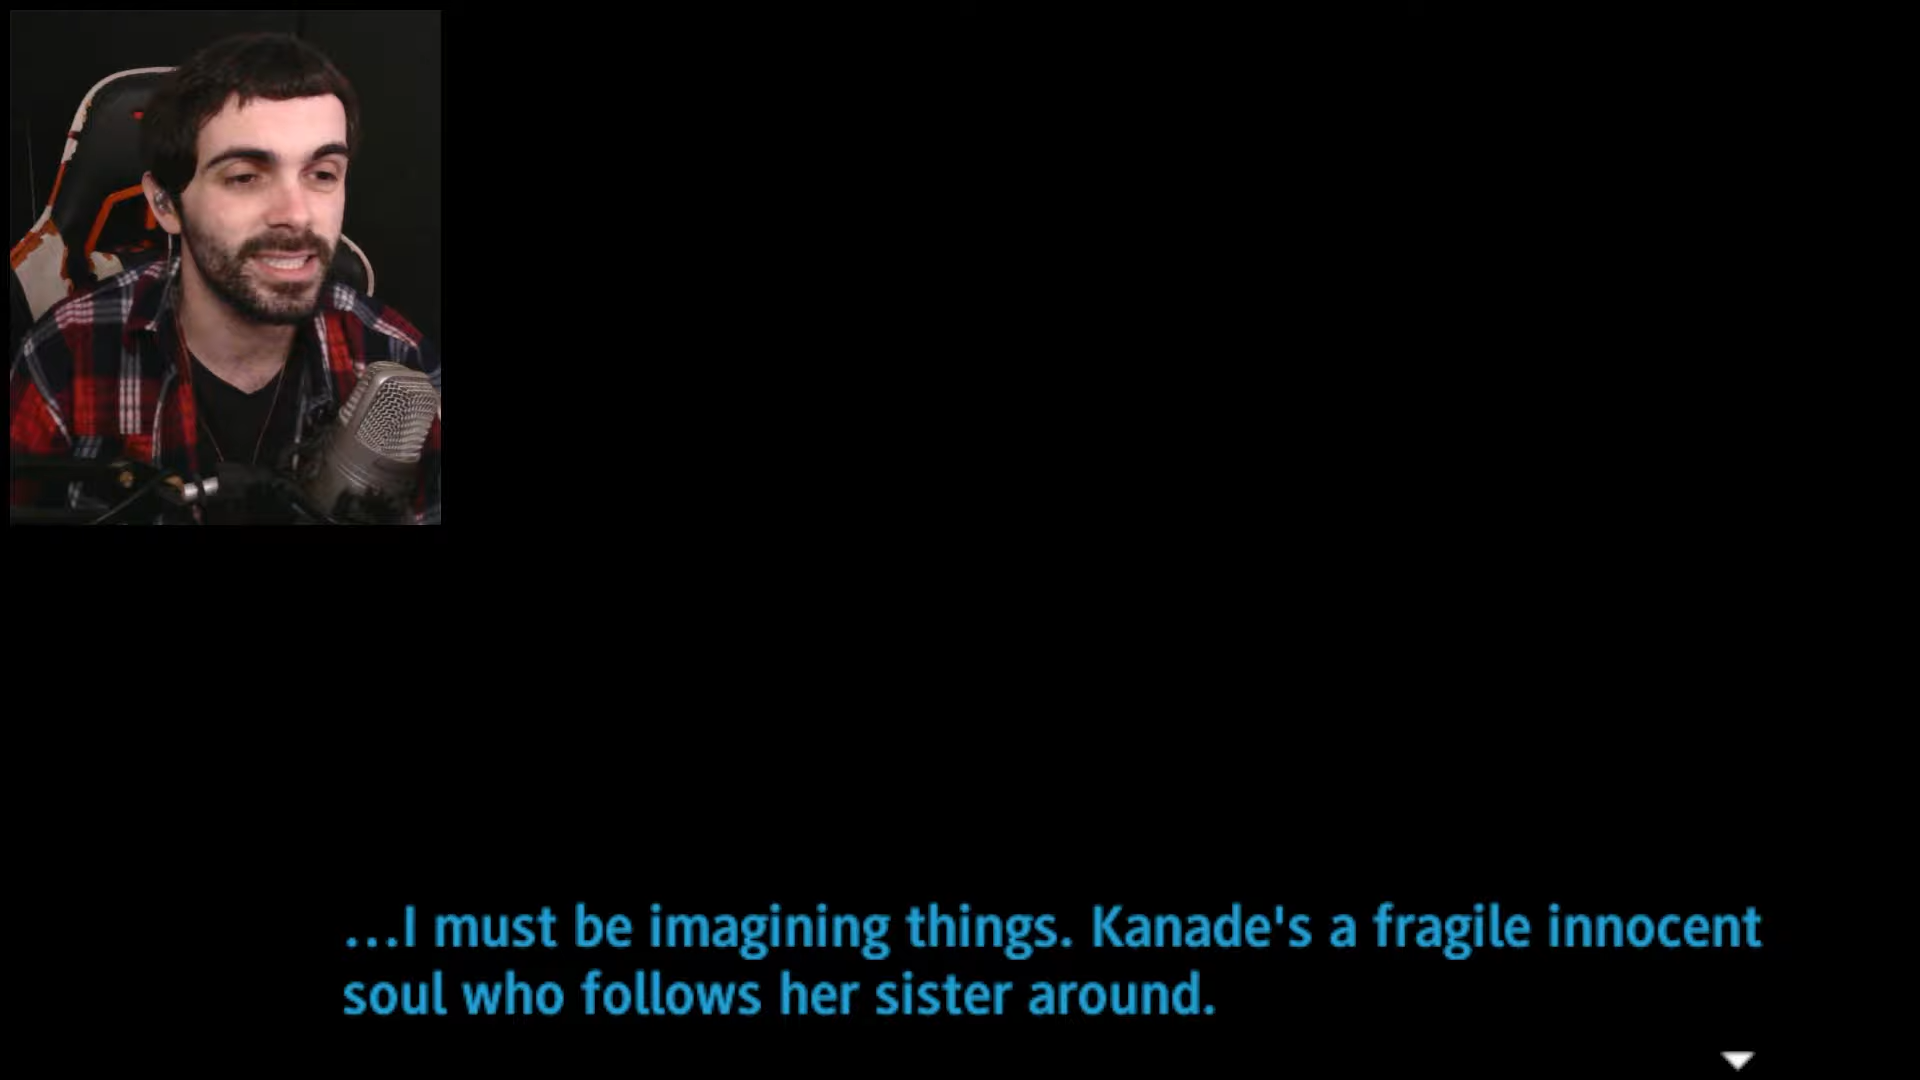 ...I must be imagining things. Kanade's a fragile innocent
soul who follows her sister around.